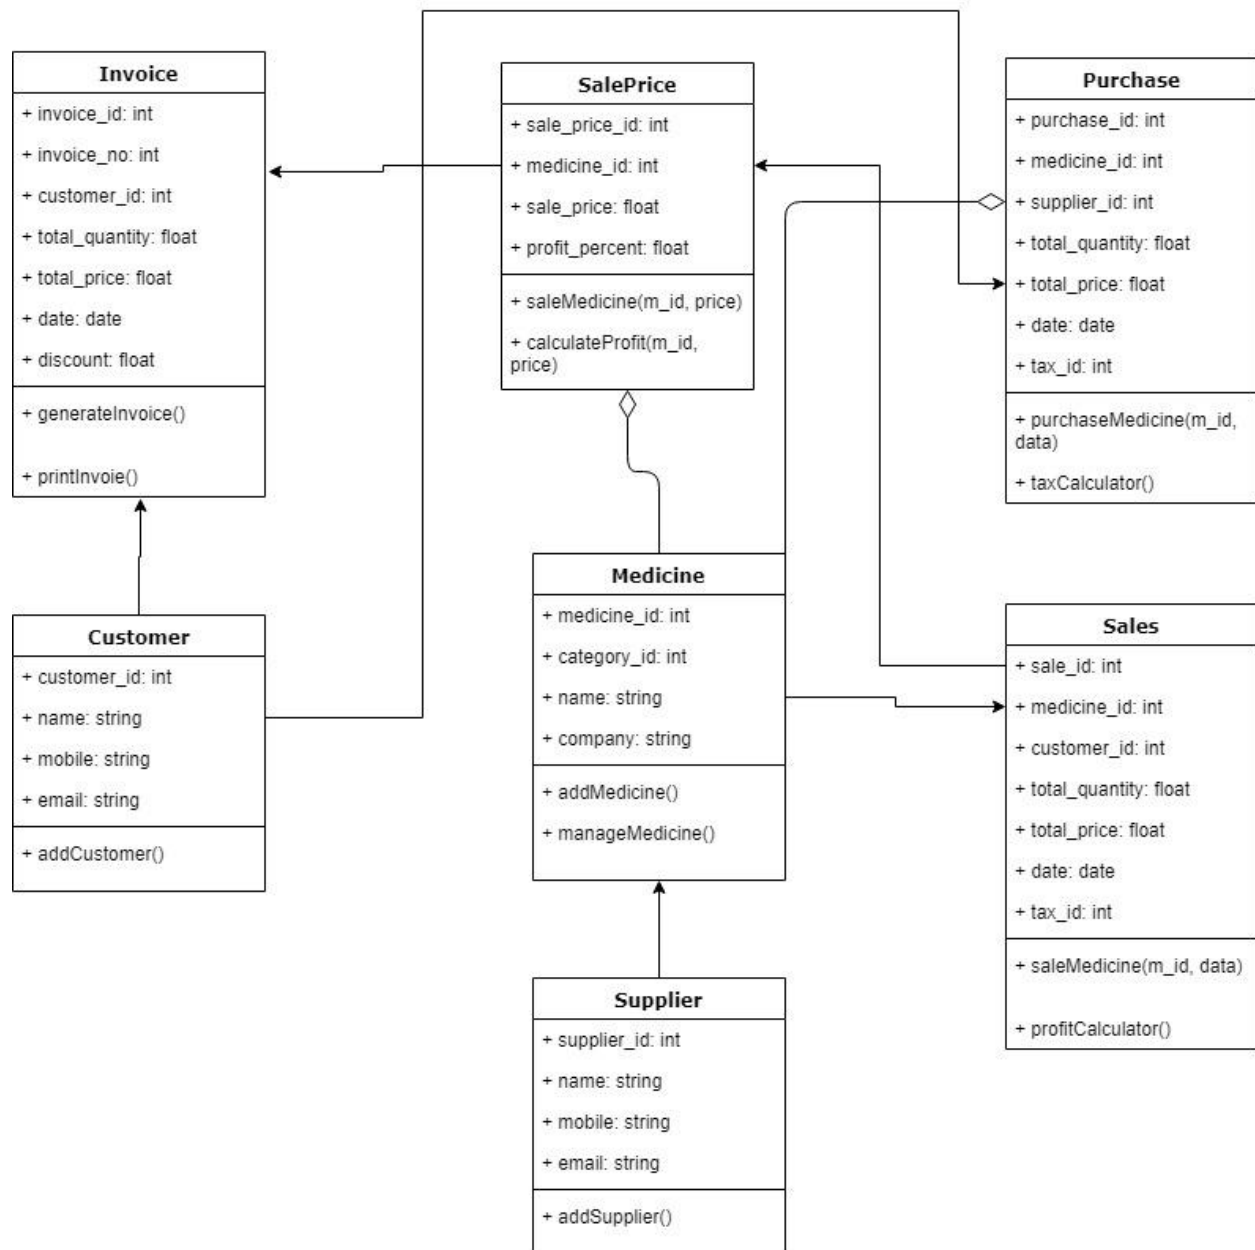 Invoice
+ invoice_id: int
+ invoice_no: int
+ customer_id: int
+ total_quantity: float
+ total_price: float
+ date: date
+ discount: float
+ generateInvoice()
+ printInvoie()
SalePrice
+ sale_price_id: int
+ medicine_id: int
+ sale_price: float
+ profit_percent: float
+ saleMedicine(m_id, price)
+ calculateProfit(m_id,
price)
Purchase
+ purchase_id: int
+ medicine_id: int
+ supplier_id: int
+ total_quantity: float
+ total_price: float
+ date: date
+ tax_id: int
+ purchaseMedicine(m_id,
data)
+ taxCalculator()
Customer
+ customer_id: int
+ name: string
+ mobile: string
+ email: string
+ addCustomer()
Medicine
+ medicine_id: int
+ category_id: int
+ name: string
+ company: string
+ addMedicine()
+ manageMedicine()
Sales
+ sale_id: int
+ medicine_id: int
+ customer_id: int
+ total_quantity: float
+ total_price: float
+ date: date
+ tax_id: int
+ saleMedicine(m_id, data)
+ profitCalculator()
Supplier
+ supplier_id: int
+ name: string
+ mobile: string
+ email: string
+ addSupplier()